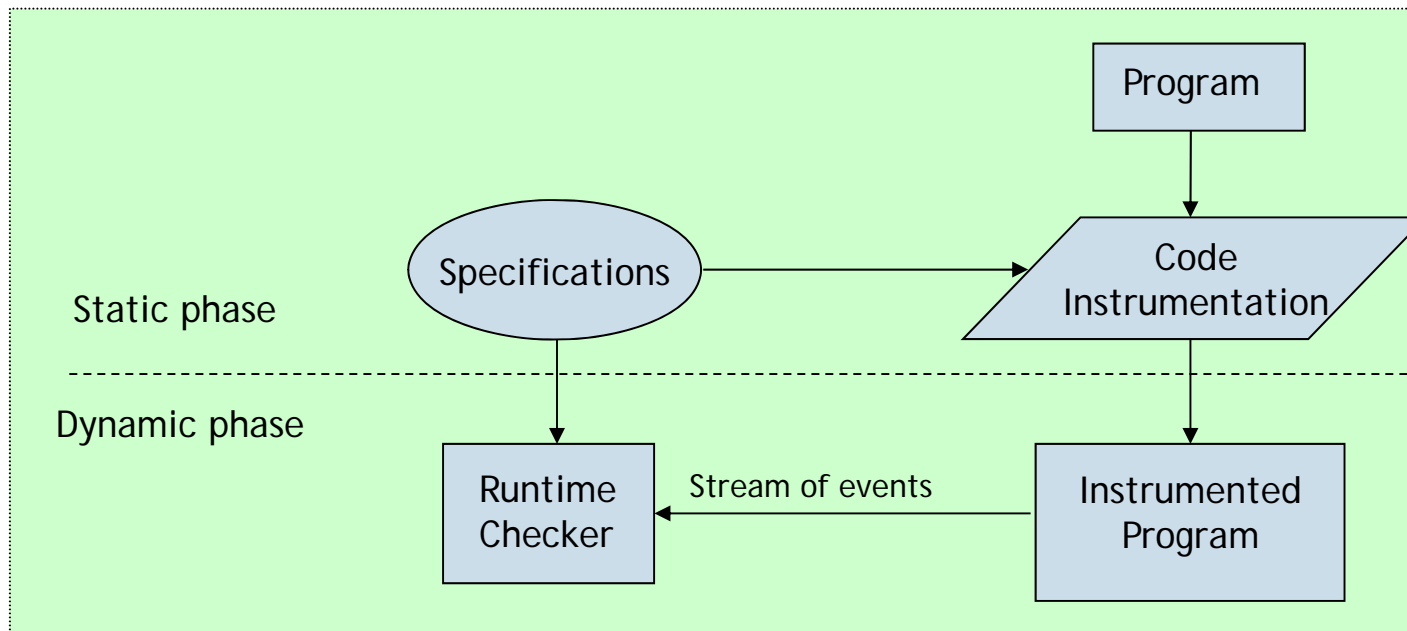 Program
Specifications
Code
Instrumentation
Static phase
Dynamic phase
Runtime
Checker
Stream of events
Instrumented
Program